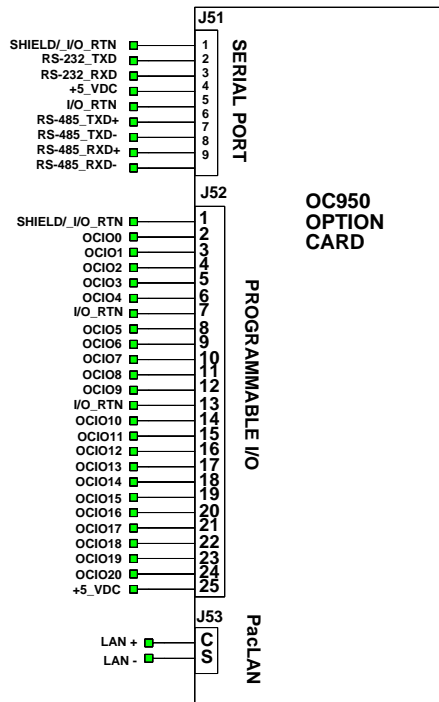 J51
SHIELD/_I/O_RTN 1
RS-232_TXD 2
RS-232_RXD 3
+5_VDC 4
I/O_RTN 5
RS-485_TXD+ 6
RS-485_TXD- 7
RS-485_RXD+ 8
RS-485_RXD- 9
SERIAL PORT
OC950
OPTION
CARD
J52
SHIELD/_I/O_RTN 1
OCIO0 2
OCIO1 3
OCIO2 4
OCIO3 5
OCIO4 6
I/O_RTN 7
OCIO5 8
OCIO6 9
OCIO7 10
OCIO8 11
OCIO9 12
I/O_RTN 13
OCIO10 14
OCIO11 15
OCIO12 16
OCIO13 17
OCIO14 18
OCIO15 19
OCIO16 20
OCIO17 21
OCIO18 22
OCIO19 23
OCIO20 24
+5_VDC 25
PROGRAMMABLE I/O
J53
LAN + C
LAN - S
PacLAN